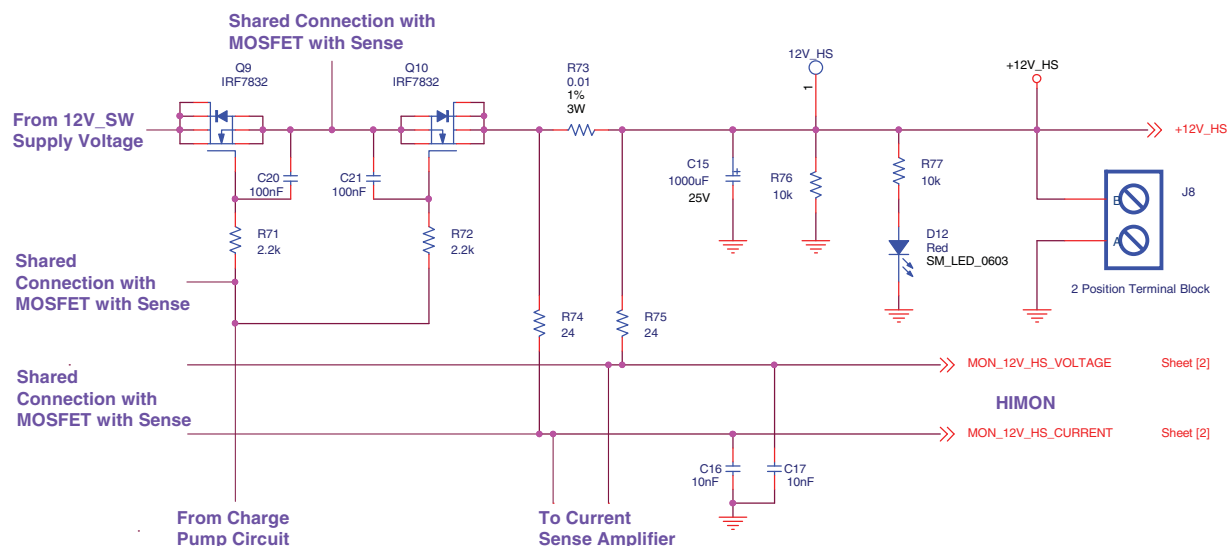 Shared Connection with
MOSFET with Sense
Q9
IRF7832
Q10
IRF7832
R73
0.01
1%
3W
12V_HS
1
+12V_HS
From 12V_SW
Supply Voltage
+12V_HS
C20
100nF
C21
100nF
C15
1000uF
25V
+
R76
10k
R77
10k
J8
B
A
R71
2.2k
R72
2.2k
D12
Red
SM_LED_0603
2 Position Terminal Block
Shared
Connection with
MOSFET with Sense
R74
24
R75
24
MON_12V_HS_VOLTAGE
Sheet [2]
Shared
Connection with
MOSFET with Sense
HIMON
MON_12V_HS_CURRENT
Sheet [2]
C16
10nF
C17
10nF
From Charge
Pump Circuit
To Current
Sense Amplifier